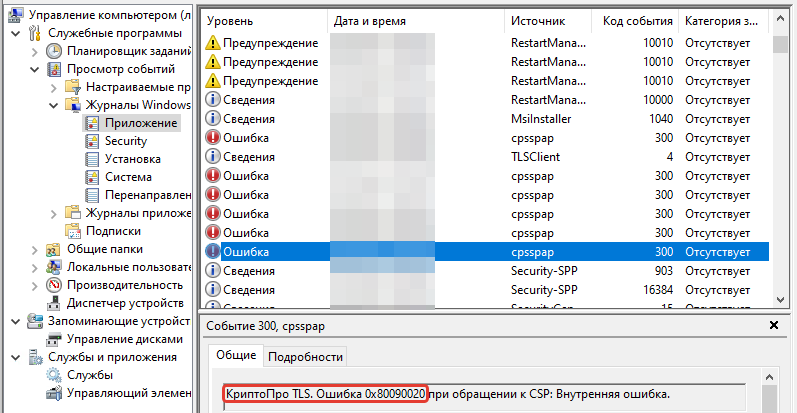 Управление компьютером (л
Служебные программы
Планировщик заданий
Просмотр событий
Настраиваемые пр
Журналы Windows
Приложение
Security
Установка
Система
Перенаправлен
Журналы приложе
Подписки
Общие папки
Локальные пользовате
Производительность
Диспетчер устройств
Запоминающие устройст
Управление дисками
Службы и приложения
Службы
Управляющий элемен
Уровень Дата и время Источник Код события Категория з...
Предупреждение RestartMana... 10010 Отсутствует
Предупреждение RestartMana... 10010 Отсутствует
Предупреждение RestartMana... 10010 Отсутствует
Сведения RestartMana... 10000 Отсутствует
Сведения MsiInstaller 1040 Отсутствует
Ошибка cpsspap 300 Отсутствует
Сведения TLSClient 4 Отсутствует
Ошибка cpsspap 300 Отсутствует
Ошибка cpsspap 300 Отсутствует
Ошибка cpsspap 300 Отсутствует
Ошибка cpsspap 300 Отсутствует
Ошибка cpsspap 300 Отсутствует
Сведения Security-SPP 903 Отсутствует
Сведения Security-SPP 16384 Отсутствует
Событие 300, cpsspap
Общие Подробности
КриптоПро TLS. Ошибка 0x80090020 при обращении к CSP: Внутренняя ошибка.